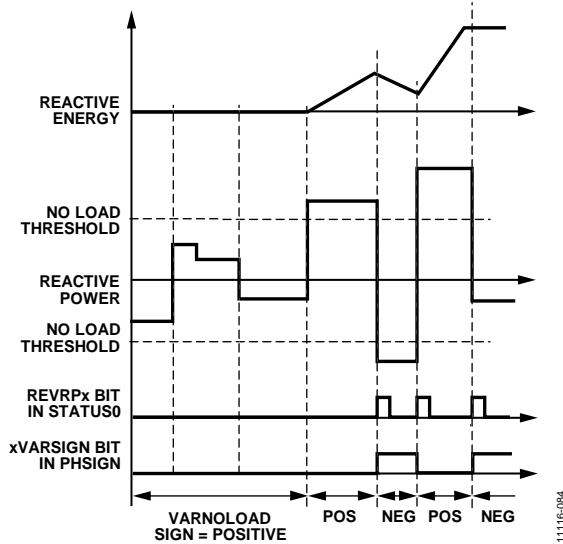 REACTIVE
ENERGY
NO LOAD
THRESHOLD
REACTIVE
POWER
NO LOAD
THRESHOLD
REVRPx BIT
IN STATUS0
xVARSIGN BIT
IN PHSIGN
VARNOLOAD
SIGN = POSITIVE
POS
NEG
POS
NEG
11116-084